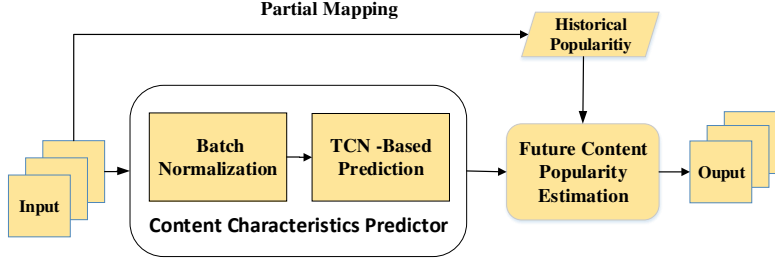 Partial Mapping
Historical
Popularitiy
Batch
Normalization
TCN -Based
Prediction
Future Content
Popularity
Estimation
Input
Ouput
Content Characteristics Predictor